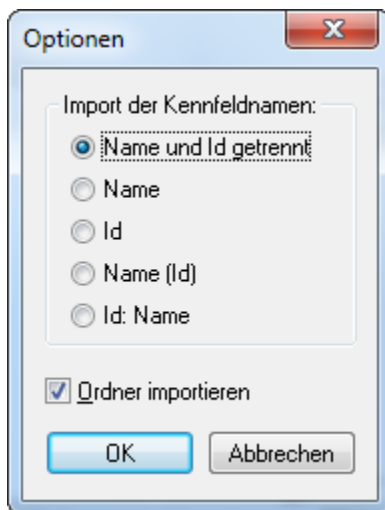 Optionen
Import der Kennfeldnamen:
Name und Id getrennt
Name
Id
Name (Id)
Id: Name
Ordner importieren
OK Abbrechen